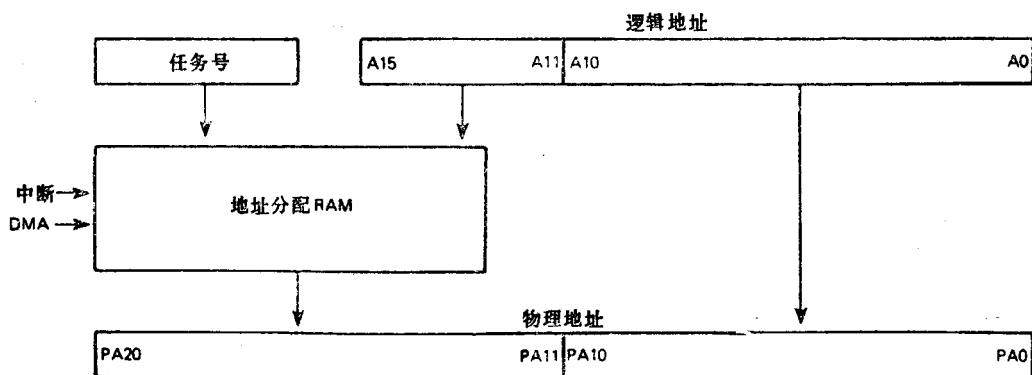 逻辑地址
任务号
A15 A11 A10 A0
中断
地址分配RAM
DMA
物理地址
PA20 PA11 PA10 PA0